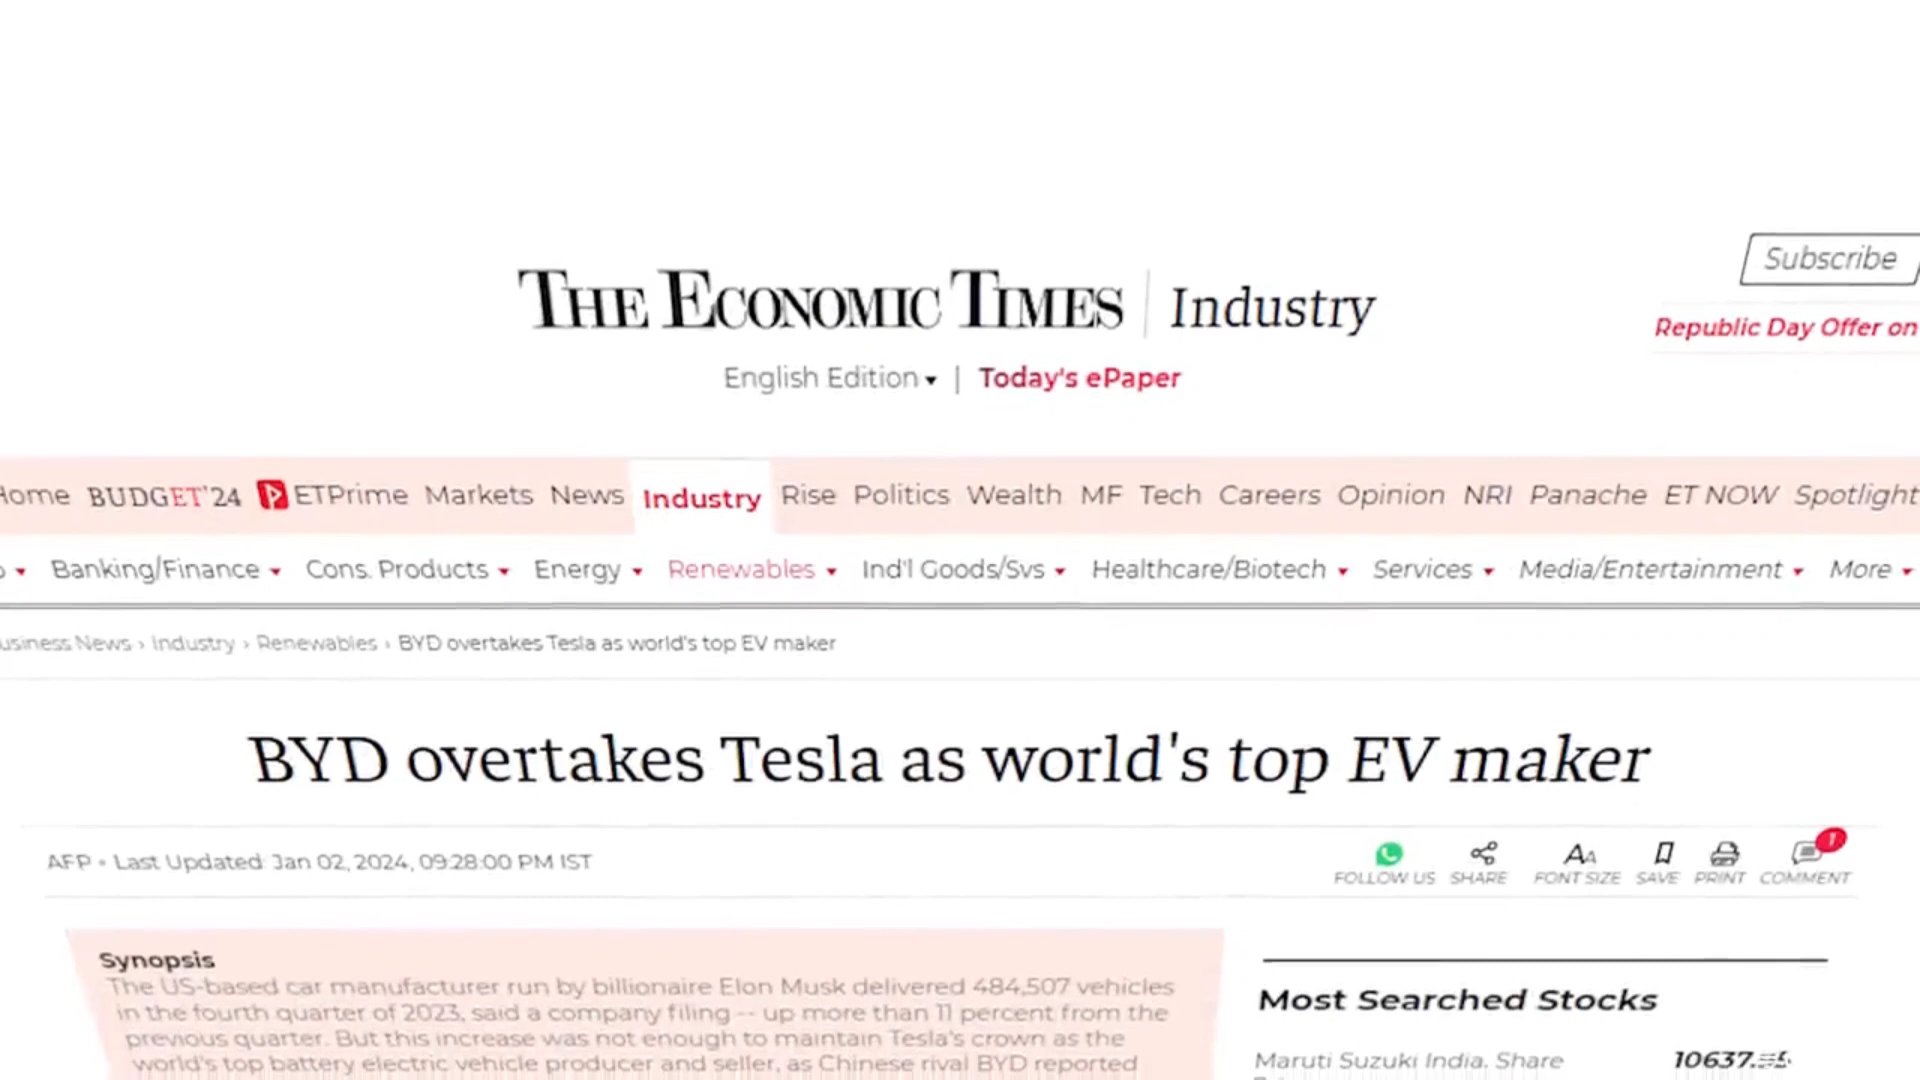 Subscribe
THE ECONOMIC TIMES | Industry
Republic Day Offer on
English Edition | Today's ePaper
Home BUDGET'24 ETPrime Markets News Industry Rise Politics Wealth MF Tech Careers Opinion NRI Panache ET NOW Spotlight
Banking/Finance Cons. Products Energy Renewables Ind'l Goods/Svs Healthcare/Biotech Services Media/Entertainment More
usiness News › Industry › Renewables › BYD overtakes Tesla as world's top EV maker
BYD overtakes Tesla as world's top EV maker
AFP • Last Updated: Jan 02, 2024, 09:28:00 PM IST
1
FOLLOW US SHARE FONT SIZE SAVE PRINT COMMENT
Synopsis
The US-based car manufacturer run by billionaire Elon Musk delivered 484,507 vehicles
in the fourth quarter of 2023, said a company filing -- up more than 11 percent from the
previous quarter. But this increase was not enough to maintain Tesla's crown as the
world's top battery electric vehicle producer and seller, as Chinese rival BYD reported
Most Searched Stocks
Maruti Suzuki India. Share